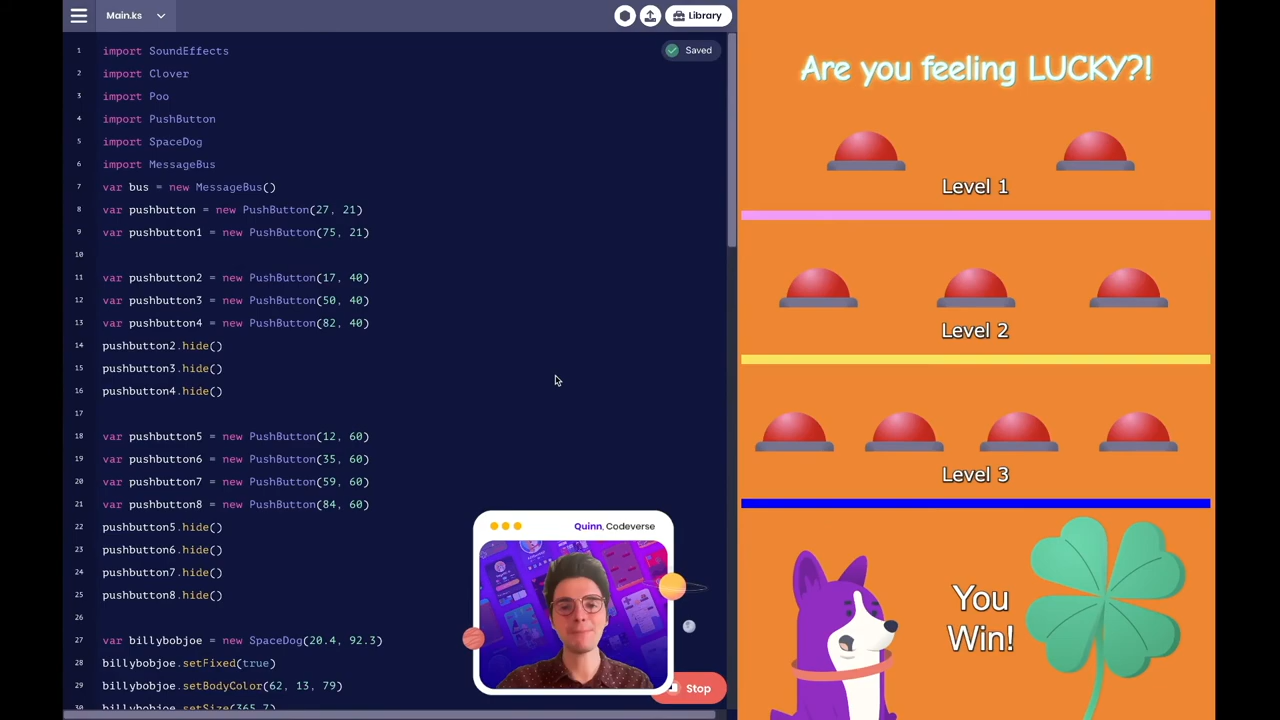 Main.ks
Library
Saved
1 import SoundEffects
2 import Clover
3 import Poo
4 import PushButton
5 import SpaceDog
6 import MessageBus
7 var bus = new MessageBus()
8 var pushbutton = new PushButton(27, 21)
9 var pushbutton1 = new PushButton(75, 21)
10
11 var pushbutton2 = new PushButton(17, 40)
12 var pushbutton3 = new PushButton(50, 40)
13 var pushbutton4 = new PushButton(82, 40)
14 pushbutton2.hide()
15 pushbutton3.hide()
16 pushbutton4.hide()
17
18 var pushbutton5 = new PushButton(12, 60)
19 var pushbutton6 = new PushButton(35, 60)
20 var pushbutton7 = new PushButton(59, 60)
21 var pushbutton8 = new PushButton(84, 60)
22 pushbutton5.hide()
23 pushbutton6.hide()
24 pushbutton7.hide()
25 pushbutton8.hide()
26
27 var billybobjoe = new SpaceDog(20.4, 92.3)
28 billybobjoe.setFixed(true)
29 billybobjoe.setBodyColor(62, 13, 79)
30 billybobjoe.setSize(365.7)
Quinn, Codeverse
Stop
Are you feeling LUCKY?!
Level 1
Level 2
Level 3
You
Win!